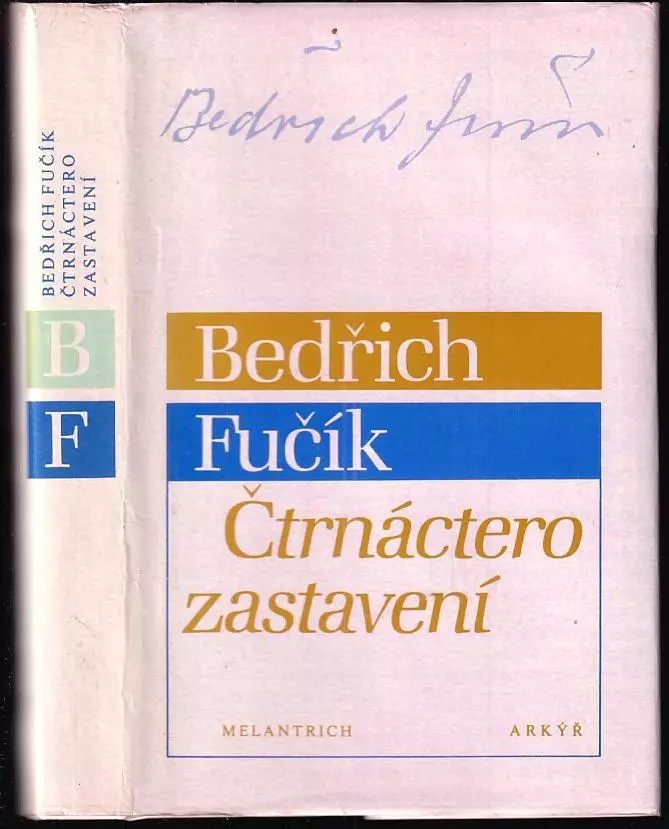 BEDŘICH FUČÍK
ČTRNÁCTERO
ZASTAVENÍ
B
F
Bedřich Fučík
Bedřich
Fučík
Čtrnáctero
zastavení
MELANTRICH ARKÝŘ